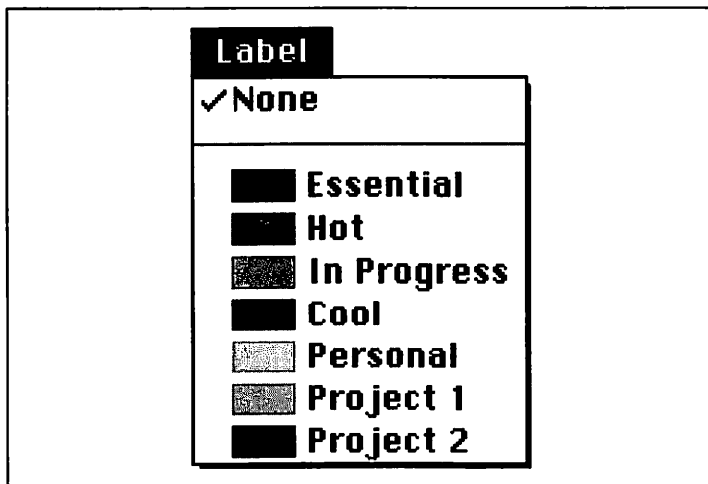 Label
✓None
Essential
Hot
In Progress
Cool
Personal
Project 1
Project 2